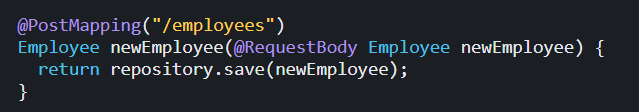 @PostMapping("/employees")
Employee newEmployee(@RequestBody Employee newEmployee) {
  return repository.save(newEmployee);
}